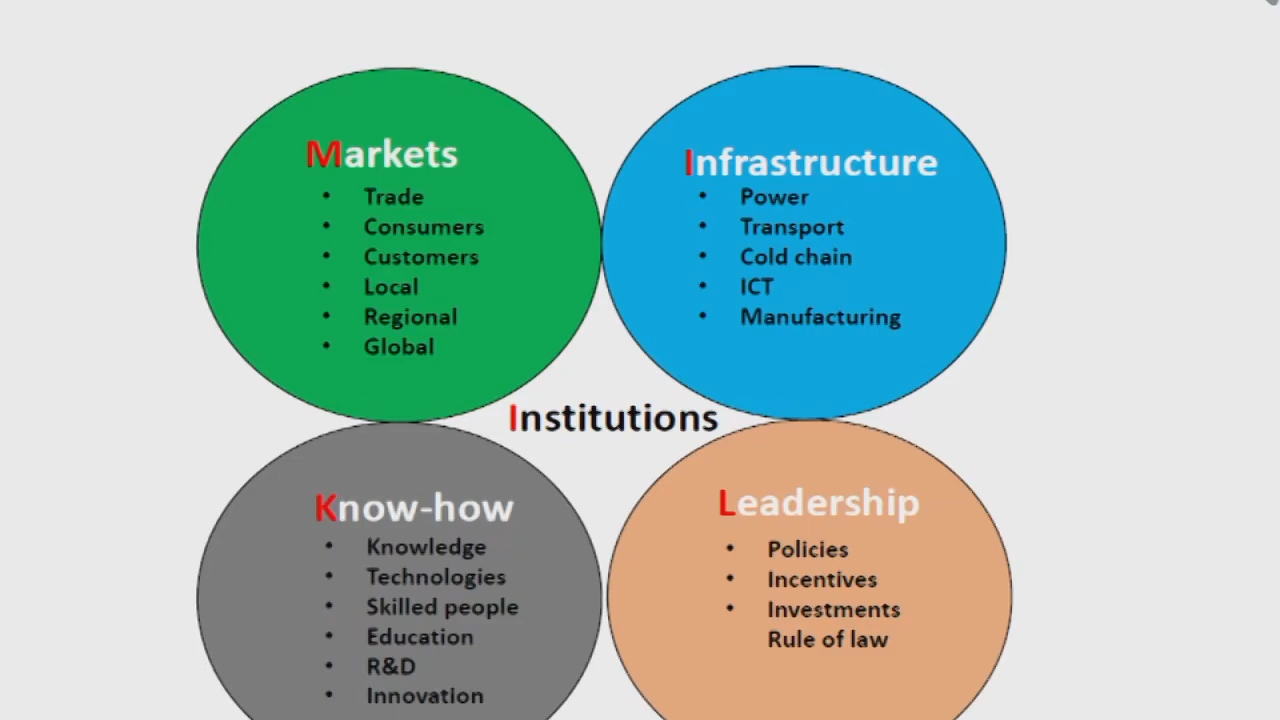 Markets
• Trade
• Consumers
• Customers
• Local
• Regional
• Global
Infrastructure
• Power
• Transport
• Cold chain
• ICT
• Manufacturing
Institutions
Know-how
• Knowledge
• Technologies
• Skilled people
• Education
• R&D
• Innovation
Leadership
• Policies
• Incentives
• Investments
Rule of law